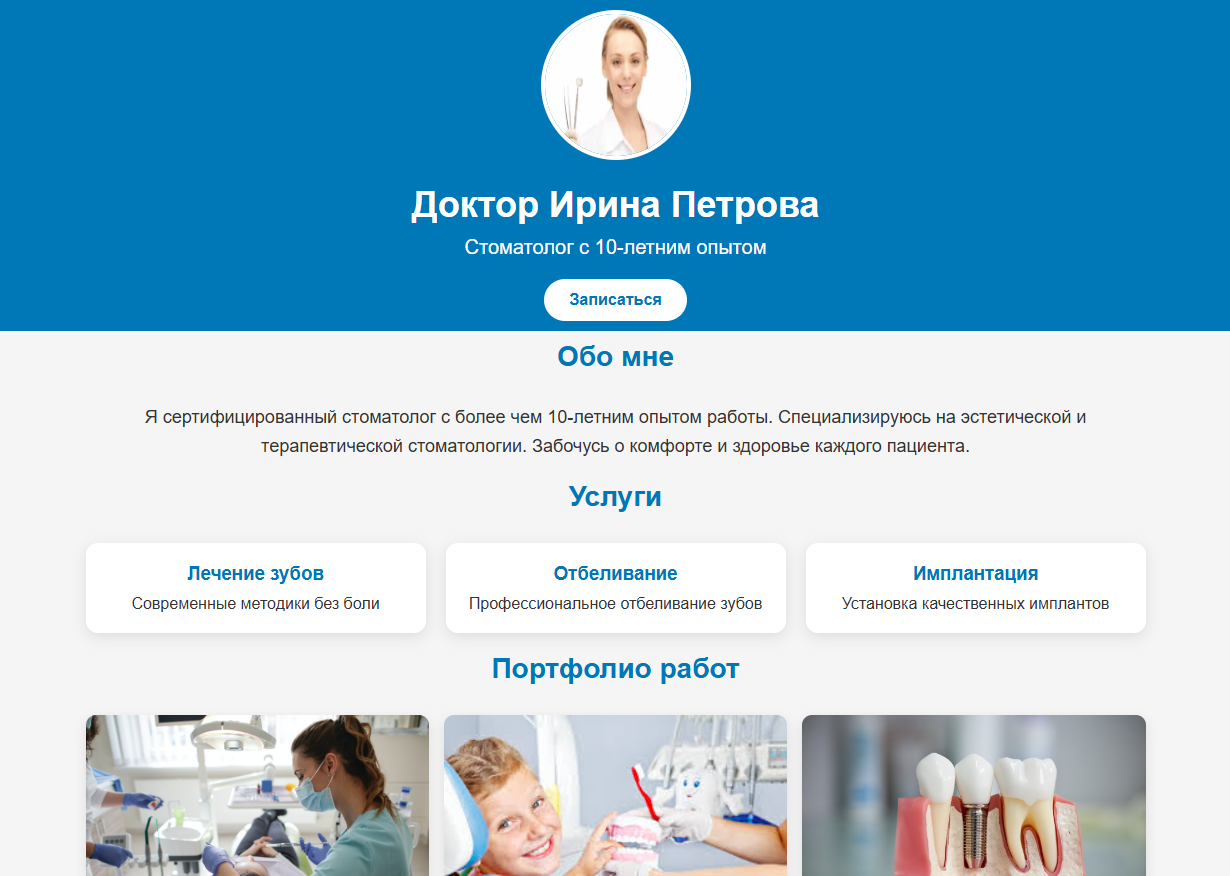 Доктор Ирина Петрова
Стоматолог с 10-летним опытом
Записаться
Обо мне
Я сертифицированный стоматолог с более чем 10-летним опытом работы. Специализируюсь на эстетической и
терапевтической стоматологии. Забочусь о комфорте и здоровье каждого пациента.
Услуги
Лечение зубов
Современные методики без боли
Отбеливание
Профессиональное отбеливание зубов
Имплантация
Установка качественных имплантов
Портфолио работ